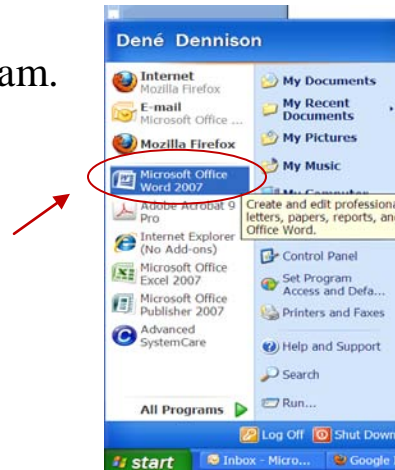 am.
Dené Dennison
Internet
Mozilla Firefox
E-mail
Microsoft Office ...
Mozilla Firefox
Microsoft Office
Word 2007
Adobe Acrobat 9
Pro
Internet Explorer
(No Add-ons)
Microsoft Office
Excel 2007
Microsoft Office
Publisher 2007
Advanced
SystemCare
All Programs
My Documents
My Recent
Documents
My Pictures
My Music
My Computer
Create and edit professiona
letters, papers, reports, an
Office Word.
Control Panel
Set Program
Access and Defa...
Printers and Faxes
Help and Support
Search
Run...
Log Off
Shut Down
start
Inbox - Micro...
Google